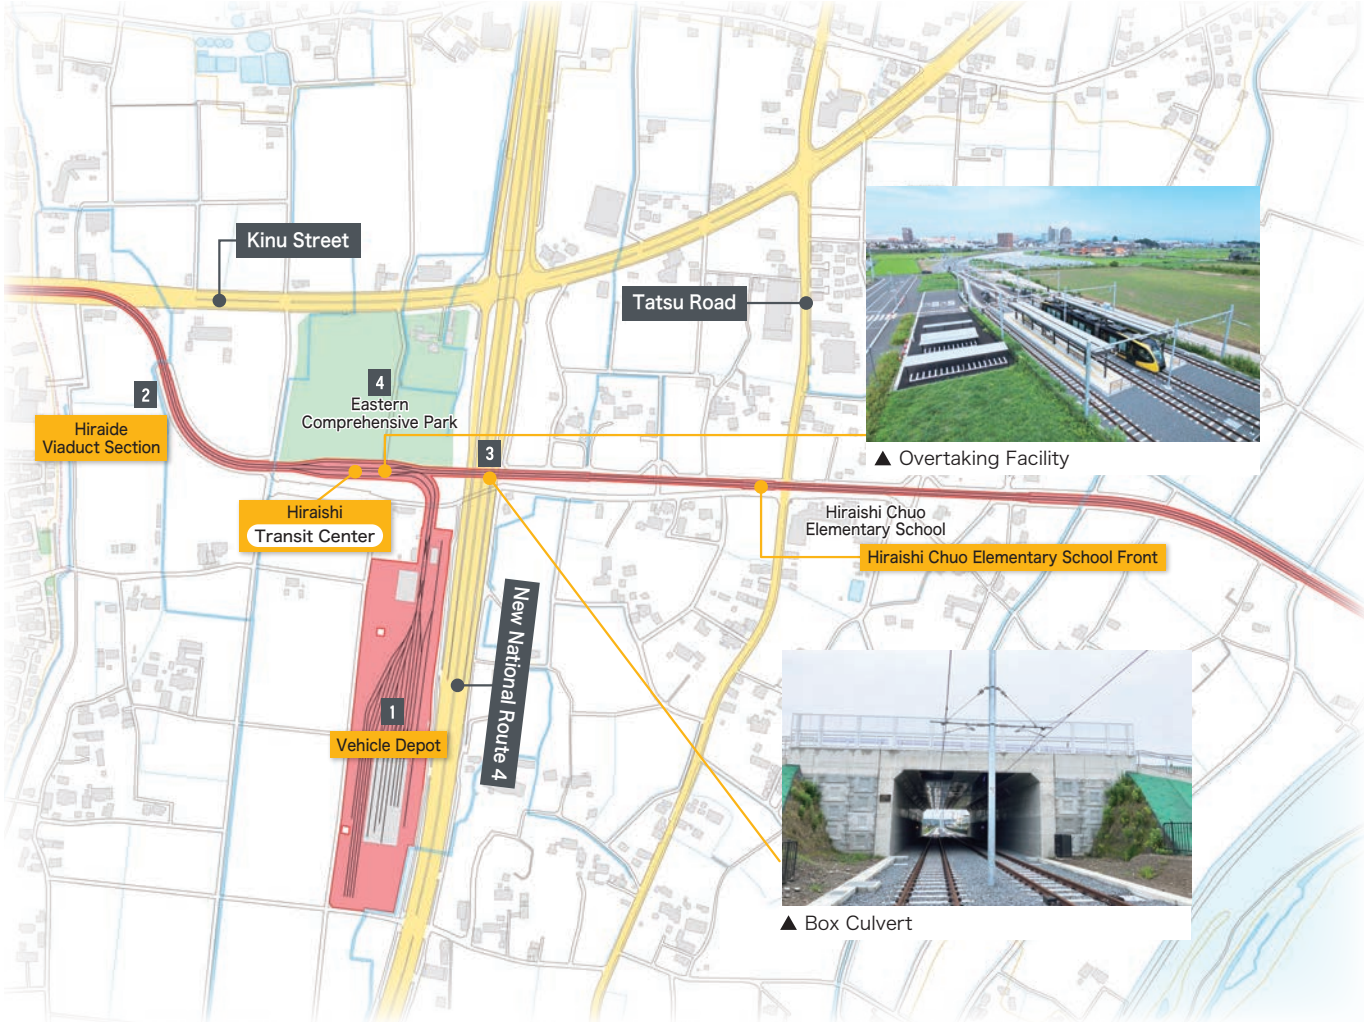 Kinu Street
Tatsu Road
2
Hiraide
Viaduct Section
4
Eastern
Comprehensive Park
3
▲ Overtaking Facility
Hiraishi
Transit Center
Hiraishi Chuo
Elementary School
Hiraishi Chuo Elementary School Front
New National Route 4
1
Vehicle Depot
▲ Box Culvert